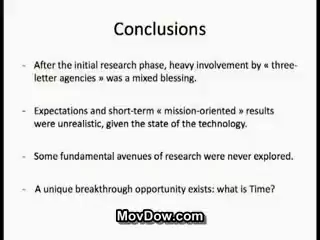 Conclusions
- After the initial research phase, heavy involvement by « three-
letter agencies » was a mixed blessing.
- Expectations and short-term « mission-oriented » results
were unrealistic, given the state of the technology.
- Some fundamental avenues of research were never explored.
- A unique breakthrough opportunity exists: what is Time?
MovDow.com